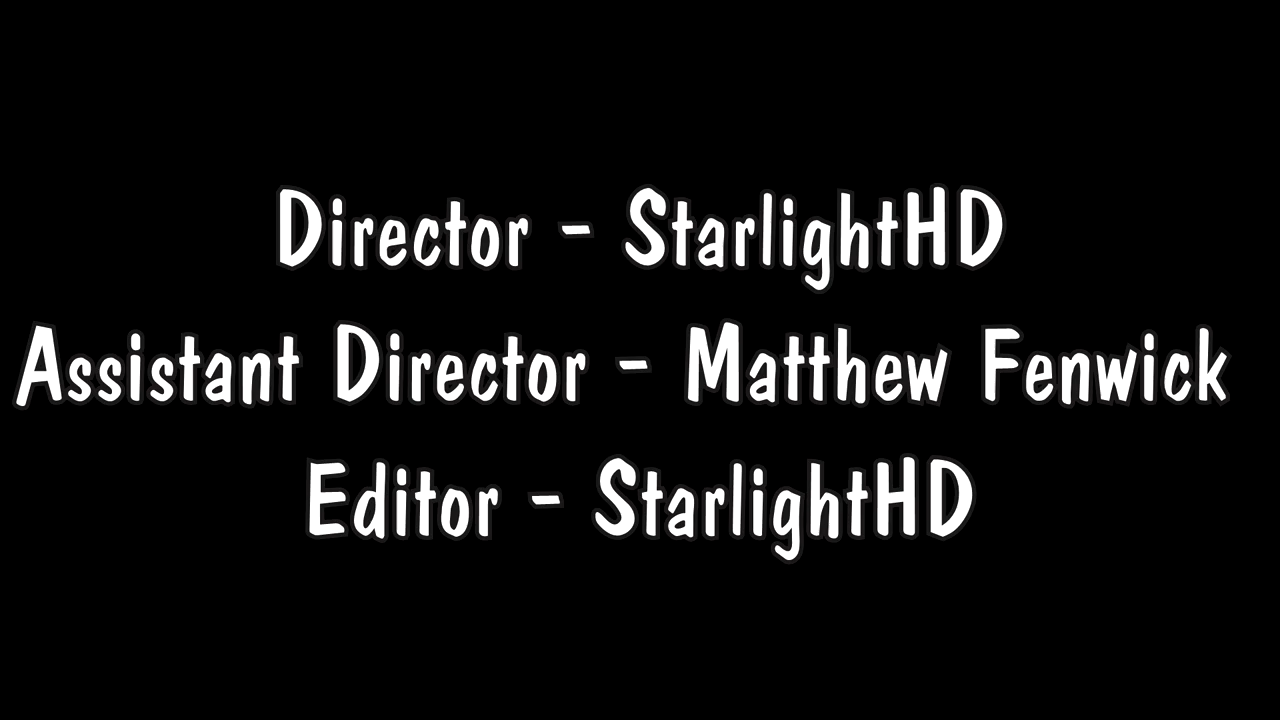 Director - StarlightHD
Assistant Director - Matthew Fenwick
Editor - StarlightHD